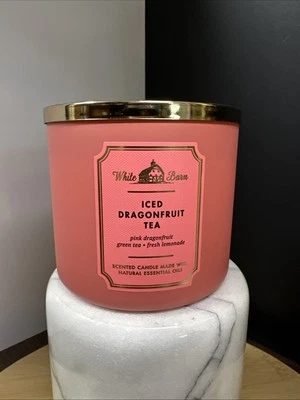 White Barn
ICED
DRAGONFRUIT
TEA
pink dragonfruit
green tea • fresh lemonade
SCENTED CANDLE MADE WITH
NATURAL ESSENTIAL OILS